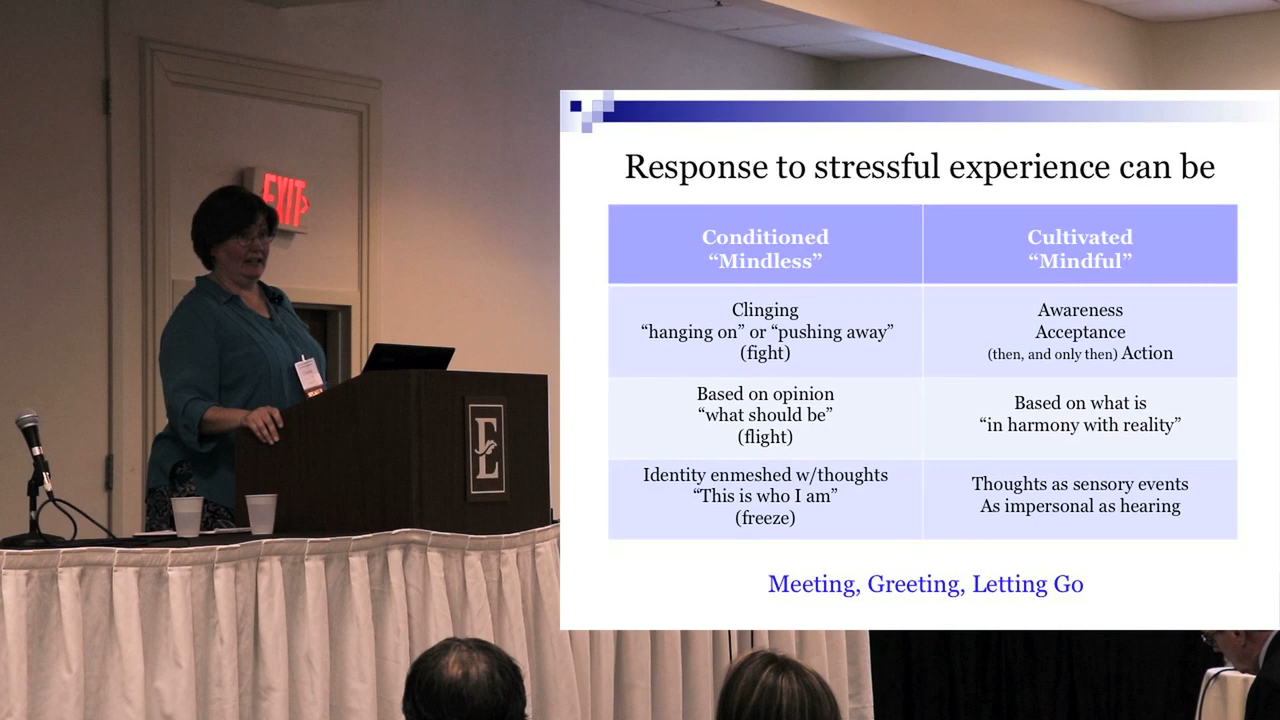 EXIT
E
Response to stressful experience can be
Conditioned
“Mindless”
Cultivated
“Mindful”
Clinging
“hanging on” or “pushing away”
(fight)
Awareness
Acceptance
(then, and only then) Action
Based on opinion
“what should be”
(flight)
Based on what is
“in harmony with reality”
Identity enmeshed w/thoughts
“This is who I am”
(freeze)
Thoughts as sensory events
As impersonal as hearing
Meeting, Greeting, Letting Go